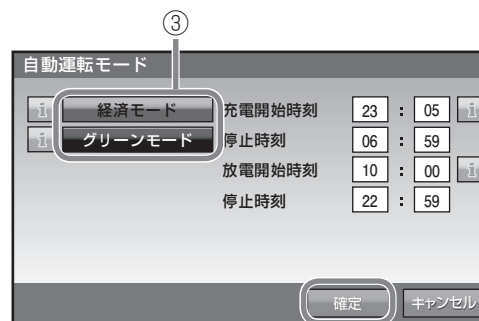 ③
自動運転モード
i 経済モード 充電開始時刻 23 : 05 i
i グリーンモード 停止時刻 06 : 59
放電開始時刻 10 : 00 i
停止時刻 22 : 59
確定 キャンセル